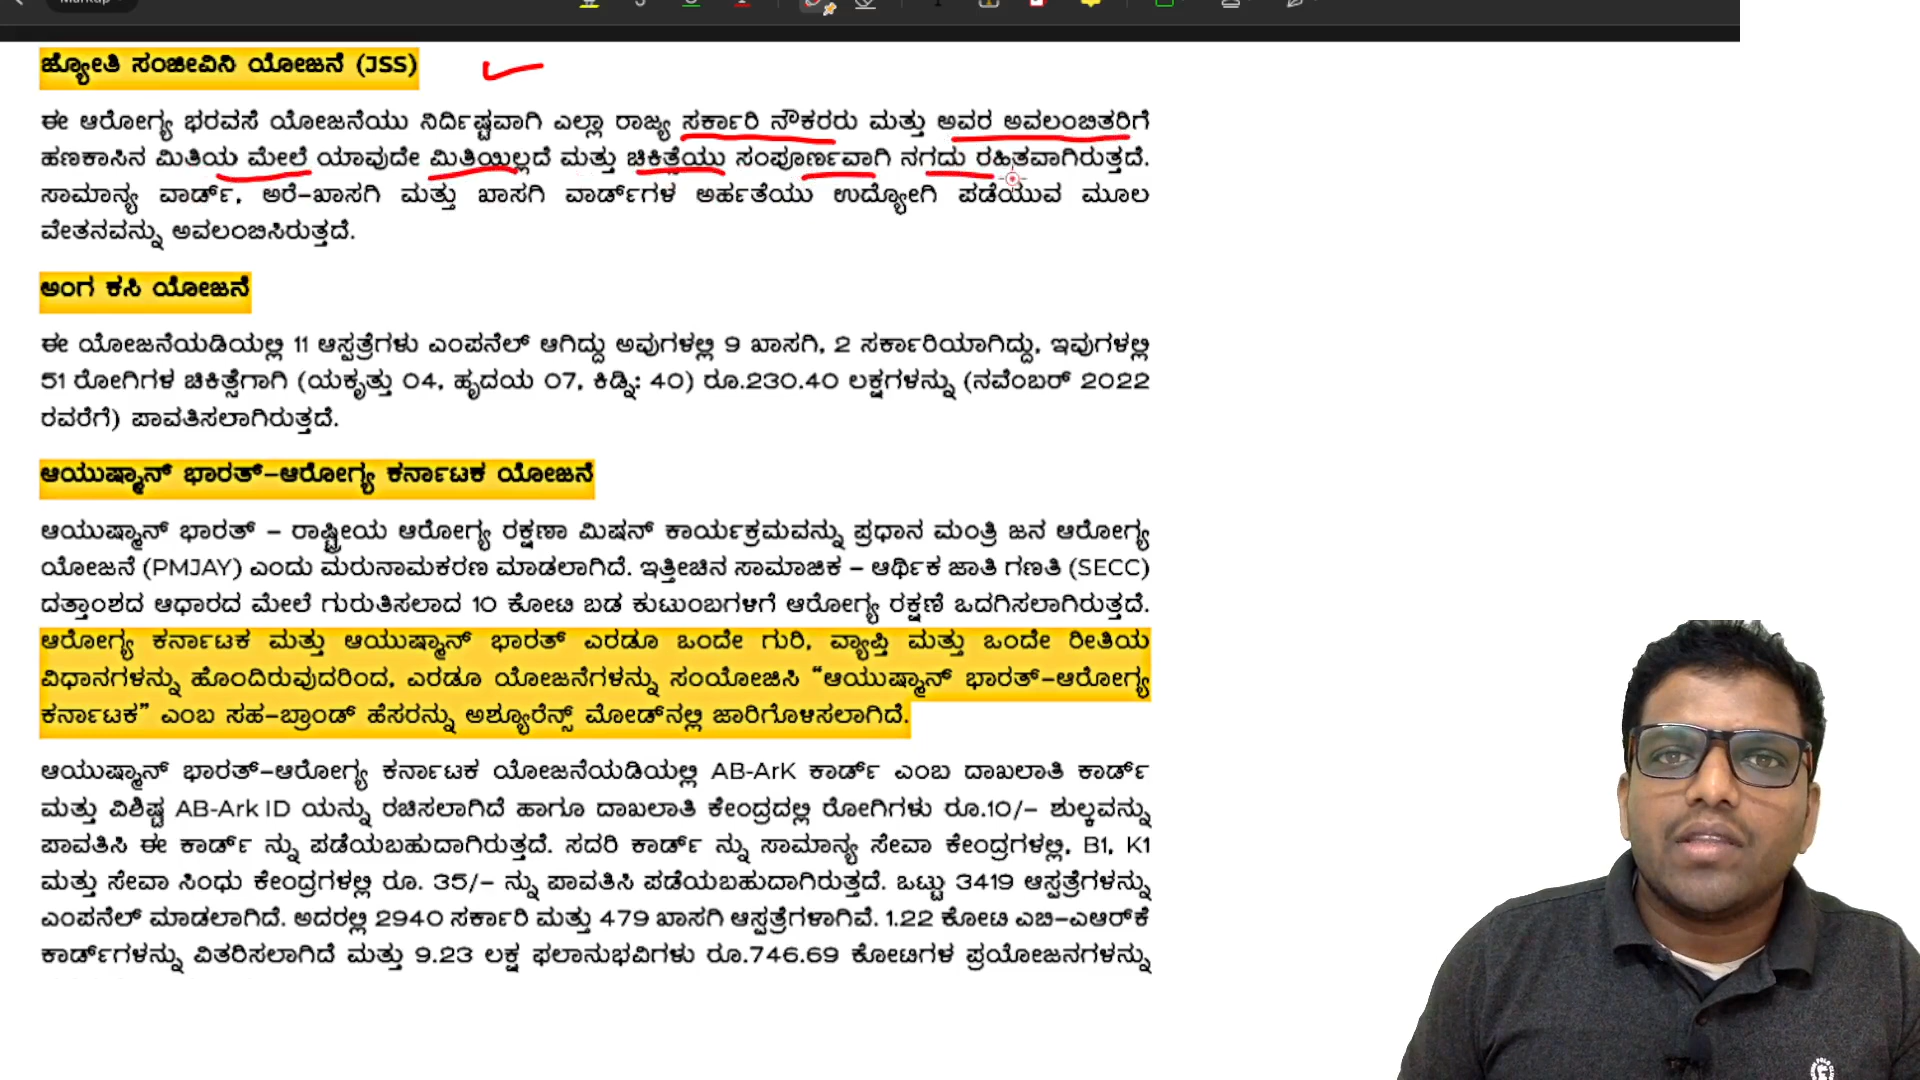 ಜ್ಯೋತಿ ಸಂಜೀವಿನಿ ಯೋಜನೆ (JSS)
ಈ ಆರೋಗ್ಯ ಭರವಸೆ ಯೋಜನೆಯು ನಿರ್ದಿಷ್ಟವಾಗಿ ಎಲ್ಲಾ ರಾಜ್ಯ ಸರ್ಕಾರಿ ನೌಕರರು ಮತ್ತು ಅವರ ಅವಲಂಬಿತರಿಗೆ
ಹಣಕಾಸಿನ ಮಿತಿಯ ಮೇಲೆ ಯಾವುದೇ ಮಿತಿಯಿಲ್ಲದೆ ಮತ್ತು ಚಿಕಿತ್ಸೆಯು ಸಂಪೂರ್ಣವಾಗಿ ನಗದು ರಹಿತವಾಗಿರುತ್ತದೆ.
ಸಾಮಾನ್ಯ ವಾರ್ಡ್, ಅರೆ-ಖಾಸಗಿ ಮತ್ತು ಖಾಸಗಿ ವಾರ್ಡ್‌ಗಳ ಅರ್ಹತೆಯು ಉದ್ಯೋಗಿ ಪಡೆಯುವ ಮೂಲ
ವೇತನವನ್ನು ಅವಲಂಬಿಸಿರುತ್ತದೆ.
ಅಂಗ ಕಸಿ ಯೋಜನೆ
ಈ ಯೋಜನೆಯಡಿಯಲ್ಲಿ 11 ಆಸ್ಪತ್ರೆಗಳು ಎಂಪನೆಲ್ ಆಗಿದ್ದು ಅವುಗಳಲ್ಲಿ 9 ಖಾಸಗಿ, 2 ಸರ್ಕಾರಿಯಾಗಿದ್ದು, ಇವುಗಳಲ್ಲಿ
51 ರೋಗಿಗಳ ಚಿಕಿತ್ಸೆಗಾಗಿ (ಯಕೃತ್ತು 04, ಹೃದಯ 07, ಕಿಡ್ನಿ: 40) ರೂ.230.40 ಲಕ್ಷಗಳನ್ನು (ನವೆಂಬರ್ 2022
ರವರೆಗೆ) ಪಾವತಿಸಲಾಗಿರುತ್ತದೆ.
ಆಯುಷ್ಮಾನ್ ಭಾರತ್-ಆರೋಗ್ಯ ಕರ್ನಾಟಕ ಯೋಜನೆ
ಆಯುಷ್ಮಾನ್ ಭಾರತ್ - ರಾಷ್ಟ್ರೀಯ ಆರೋಗ್ಯ ರಕ್ಷಣಾ ಮಿಷನ್ ಕಾರ್ಯಕ್ರಮವನ್ನು ಪ್ರಧಾನ ಮಂತ್ರಿ ಜನ ಆರೋಗ್ಯ
ಯೋಜನೆ (PMJAY) ಎಂದು ಮರುನಾಮಕರಣ ಮಾಡಲಾಗಿದೆ. ಇತ್ತೀಚಿನ ಸಾಮಾಜಿಕ - ಆರ್ಥಿಕ ಜಾತಿ ಗಣತಿ (SECC)
ದತ್ತಾಂಶದ ಆಧಾರದ ಮೇಲೆ ಗುರುತಿಸಲಾದ 10 ಕೋಟಿ ಬಡ ಕುಟುಂಬಗಳಿಗೆ ಆರೋಗ್ಯ ರಕ್ಷಣೆ ಒದಗಿಸಲಾಗಿರುತ್ತದೆ.
ಆರೋಗ್ಯ ಕರ್ನಾಟಕ ಮತ್ತು ಆಯುಷ್ಮಾನ್ ಭಾರತ್ ಎರಡೂ ಒಂದೇ ಗುರಿ, ವ್ಯಾಪ್ತಿ ಮತ್ತು ಒಂದೇ ರೀತಿಯ
ವಿಧಾನಗಳನ್ನು ಹೊಂದಿರುವುದರಿಂದ, ಎರಡೂ ಯೋಜನೆಗಳನ್ನು ಸಂಯೋಜಿಸಿ “ಆಯುಷ್ಮಾನ್ ಭಾರತ್-ಆರೋಗ್ಯ
ಕರ್ನಾಟಕ” ಎಂಬ ಸಹ-ಬ್ರಾಂಡ್ ಹೆಸರನ್ನು ಅಶ್ಯೂರೆನ್ಸ್ ಮೋಡ್‌ನಲ್ಲಿ ಜಾರಿಗೊಳಿಸಲಾಗಿದೆ.
ಆಯುಷ್ಮಾನ್ ಭಾರತ್-ಆರೋಗ್ಯ ಕರ್ನಾಟಕ ಯೋಜನೆಯಡಿಯಲ್ಲಿ AB-ArK ಕಾರ್ಡ್ ಎಂಬ ದಾಖಲಾತಿ ಕಾರ್ಡ್
ಮತ್ತು ವಿಶಿಷ್ಟ AB-Ark ID ಯನ್ನು ರಚಿಸಲಾಗಿದೆ ಹಾಗೂ ದಾಖಲಾತಿ ಕೇಂದ್ರದಲ್ಲಿ ರೋಗಿಗಳು ರೂ.10/- ಶುಲ್ಕವನ್ನು
ಪಾವತಿಸಿ ಈ ಕಾರ್ಡ್ ನ್ನು ಪಡೆಯಬಹುದಾಗಿರುತ್ತದೆ. ಸದರಿ ಕಾರ್ಡ್ ನ್ನು ಸಾಮಾನ್ಯ ಸೇವಾ ಕೇಂದ್ರಗಳಲ್ಲಿ, B1, K1
ಮತ್ತು ಸೇವಾ ಸಿಂಧು ಕೇಂದ್ರಗಳಲ್ಲಿ ರೂ. 35/- ನ್ನು ಪಾವತಿಸಿ ಪಡೆಯಬಹುದಾಗಿರುತ್ತದೆ. ಒಟ್ಟು 3419 ಆಸ್ಪತ್ರೆಗಳನ್ನು
ಎಂಪನೆಲ್ ಮಾಡಲಾಗಿದೆ. ಅದರಲ್ಲಿ 2940 ಸರ್ಕಾರಿ ಮತ್ತು 479 ಖಾಸಗಿ ಆಸ್ಪತ್ರೆಗಳಾಗಿವೆ. 1.22 ಕೋಟಿ ಎಬಿ-ಎಆರ್‌ಕೆ
ಕಾರ್ಡ್‌ಗಳನ್ನು ವಿತರಿಸಲಾಗಿದೆ ಮತ್ತು 9.23 ಲಕ್ಷ ಫಲಾನುಭವಿಗಳು ರೂ.746.69 ಕೋಟಿಗಳ ಪ್ರಯೋಜನಗಳನ್ನು